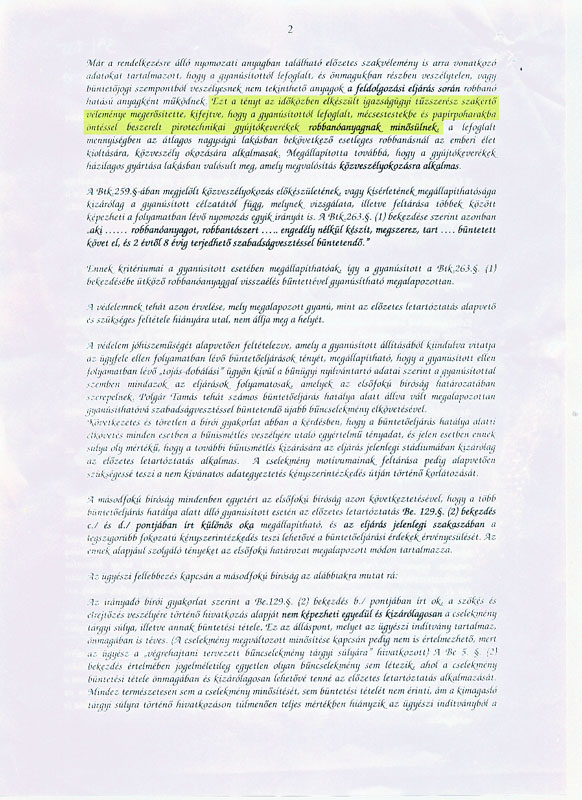 2
Már a rendelkezésre álló nyomozati anyagban található előzetes szakvélemény is arra vonatkozó
adatokat tartalmazott, hogy a gyanúsítottól lefoglalt, és önmagukban részben veszélytelen, vagy
büntetőjogi szempontból veszélyesnek nem tekinthető anyagok a feldolgozási eljárás során robbanó
hatású anyagként működnek. Ezt a tényt az időközben elkészült igazságügyi tűzszerész szakértő
véleménye megerősítette, kifejtve, hogy a gyanúsítottól lefoglalt, mécsestestekbe és papírpoharakba
öntéssel beszerelt pirotechnikai gyújtókeverékek robbanóanyagnak minősülnek, a lefoglalt
mennyiségben az átlagos nagyságú lakásban bekövetkező esetleges robbanásnál az emberi élet
kioltására, közveszély okozására alkalmasak. Megállapította továbbá, hogy a gyújtókeverékek
házilagos gyártása lakásban valósult meg, amely megvalósítás közveszélyokozásra alkalmas.
A Btk.259.§-ában megjelölt közveszélyokozás előkészületének, vagy kísérletének megállapíthatósága
kizárólag a gyanúsított célzatától függ, melynek vizsgálata, illetve feltárása többek között
képezheti a folyamatban lévő nyomozás egyik irányát is. A Btk.263.§. (1) bekezdése szerint azonban
„aki ...... robbanóanyagot, robbantószert ..... engedély nélkül készít, megszerez, tart .... büntetett
követ el, és 2 évtől 8 évig terjedhető szabadságvesztéssel büntetendő."
Ennek kritériumai a gyanúsított esetében megállapíthatóak, így a gyanúsított a Btk.263.§. (1)
bekezdésébe ütköző robbanóanyaggal visszaélés bűntettével gyanúsítható megalapozottan.
A védelemnek tehát azon érvelése, mely megalapozott gyanú, mint az előzetes letartóztatás alapvető
és szükséges feltétele hiányára utal, nem állja meg a helyét.
A védelem jóhiszeműségét alapvetően feltételezve, amely a gyanúsított állításából kiindulva vitatja
az ügyfele ellen folyamatban lévő büntetőeljárások tényét, megállapítható, hogy a gyanúsított ellen
folyamatban lévő „tojás-dobálási" ügyön kívül a bűnügyi nyilvántartó adatai szerint a gyanúsítottal
szemben mindazok az eljárások folyamatosak, amelyek az elsőfokú bíróság határozatában
szerepelnek. Polgár Tamás tehát számos büntetőeljárás hatálya alatt állva vált megalapozottan
gyanúsíthatóvá szabadságvesztéssel büntetendő újabb bűncselekmény elkövetésével.
Következetes és töretlen a bírói gyakorlat abban a kérdésben, hogy a büntetőeljárás hatálya alatti
elkövetés minden esetben a bűnismétlés veszélyére utaló egyértelmű tényadat, és jelen esetben ennek
súlya oly mértékű, hogy a további bűnismétlés kizárására az eljárás jelenlegi stádiumában kizárólag
az előzetes letartóztatás alkalmas. A cselekmény motívumainak feltárása pedig alapvetően
szükségessé teszi a nem kívánatos adategyeztetés kényszerintézkedés útján történő korlátozását.
A másodfokú bíróság mindenben egyetért az elsőfokú bíróság azon következtetésével, hogy a több
büntetőeljárás hatálya alatt álló gyanúsított esetén az előzetes letartóztatás Be. 129.§. (2) bekezdés
c./ és d./ pontjában írt különös oka megállapítható, és az eljárás jelenlegi szakaszában a
legszigorúbb fokozatú kényszerintézkedés teszi lehetővé a büntetőeljárási érdekek érvényesülését. Az
ennek alapjául szolgáló tényeket az elsőfokú határozat megalapozott módon tartalmazza.
Az ügyészi fellebbezés kapcsán a másodfokú bíróság az alábbiakra mutat rá:
Az irányadó bírói gyakorlat szerint a Be.129.§. (2) bekezdés b./ pontjában írt ok, a szökés és
elrejtőzés veszélyére történő hivatkozás alapját nem képezheti egyedül és kizárólagosan a cselekmény
tárgyi súlya, illetve annak büntetési tétele. Ez az álláspont, melyet az ügyészi indítvány tartalmaz,
önmagában is téves. (A cselekmény megváltozott minősítése kapcsán pedig nem is értelmezhető, mert
az ügyész a „végrehajtani tervezett bűncselekmény tárgyi súlyára" hivatkozott) A Be 5. §. (2)
bekezdés értelmében jogelméletileg egyetlen olyan bűncselekmény sem létezik, ahol a cselekmény
büntetési tétele önmagában és kizárólagosan lehetővé tenné az előzetes letartóztatás alkalmazását.
Mindez természetesen sem a cselekmény minősítését, sem büntetési tételét nem érinti, ám a kimagasló
tárgyi súlyra történő hivatkozáson túlmenően teljes mértékben hiányzik az ügyészi indítványból a